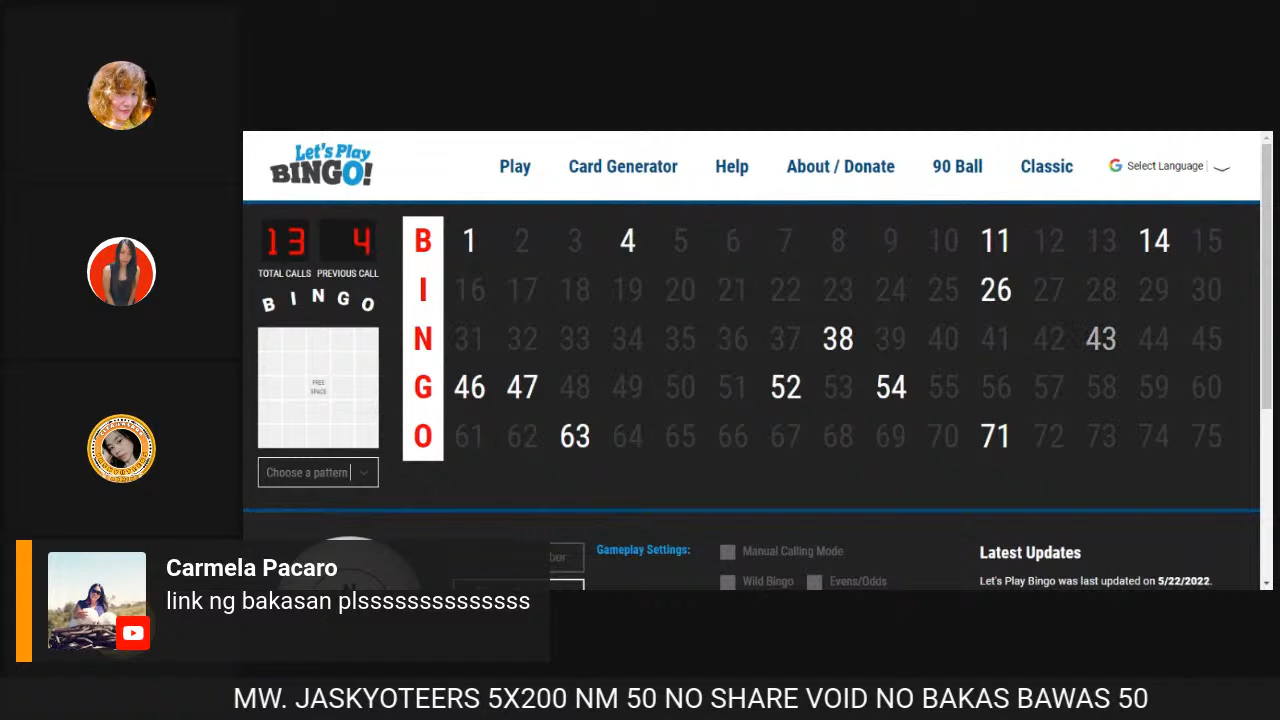 Let's Play
BINGO!
Play Card Generator Help About / Donate 90 Ball Classic Select Language
13 4
TOTAL CALLS PREVIOUS CALL
B I N G O
FREE
SPACE
Choose a pattern
B 1 2 3 4 5 6 7 8 9 10 11 12 13 14 15
I 16 17 18 19 20 21 22 23 24 25 26 27 28 29 30
N 31 32 33 34 35 36 37 38 39 40 41 42 43 44 45
G 46 47 48 49 50 51 52 53 54 55 56 57 58 59 60
O 61 62 63 64 65 66 67 68 69 70 71 72 73 74 75
Gameplay Settings:
Manual Calling Mode
Wild Bingo Evens/Odds
Latest Updates
Let's Play Bingo was last updated on 5/22/2022.
Carmela Pacaro
link ng bakasan plssssssssssssss
MW. JASKYOTEERS 5X200 NM 50 NO SHARE VOID NO BAKAS BAWAS 50